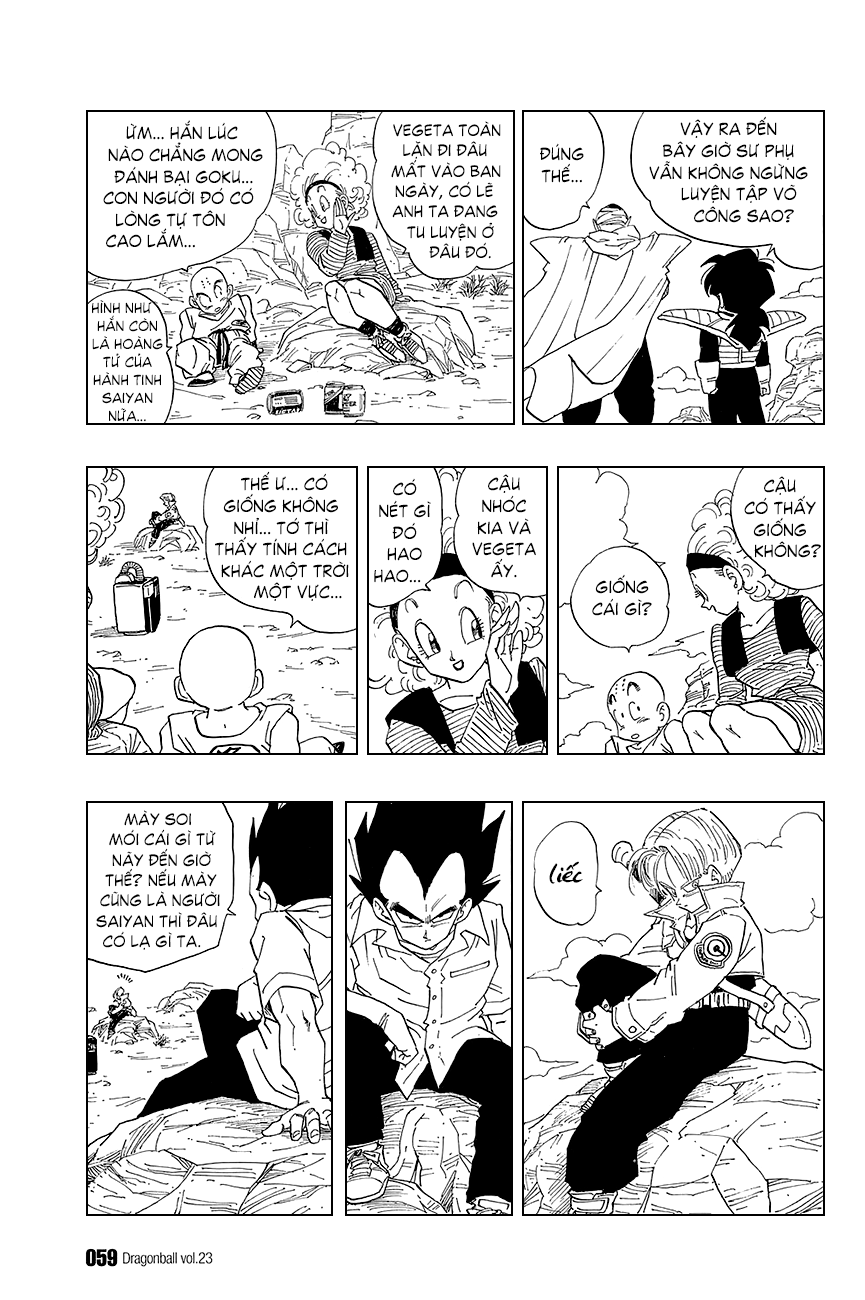 VẬY RA ĐẾN
BÂY GIỜ SƯ PHỤ
VẪN KHÔNG NGỪNG
LUYỆN TẬP VÕ
CÔNG SAO?
ĐÚNG
THẾ...
VEGETA TOÀN
LẶN ĐI ĐÂU
MẤT VÀO BAN
NGÀY, CÓ LẼ
ANH TA ĐANG
TU LUYỆN Ở
ĐÂU ĐÓ.
ỪM... HẮN LÚC
NÀO CHẲNG MONG
ĐÁNH BẠI GOKU...
CON NGƯỜI ĐÓ CÓ
LÒNG TỰ TÔN
CAO LẮM...
HÌNH NHƯ
HẮN CÒN
LÀ HOÀNG
TỬ CỦA
HÀNH TINH
SAIYAN
NỮA...
CẬU
CÓ THẤY
GIỐNG
KHÔNG?
GIỐNG
CÁI GÌ?
CẬU
NHÓC
KIA VÀ
VEGETA
ẤY.
CÓ
NÉT GÌ
ĐÓ
HAO
HAO...
THẾ Ư... CÓ
GIỐNG KHÔNG
NHỈ... TỚ THÌ
THẤY TÍNH CÁCH
KHÁC MỘT TRỜI
MỘT VỰC...
liếc
MÀY SOI
MÓI CÁI GÌ TỪ
NÃY ĐẾN GIỜ
THẾ? NẾU MÀY
CŨNG LÀ NGƯỜI
SAIYAN THÌ ĐÂU
CÓ LẠ GÌ TA.
059 Dragonball vol.23